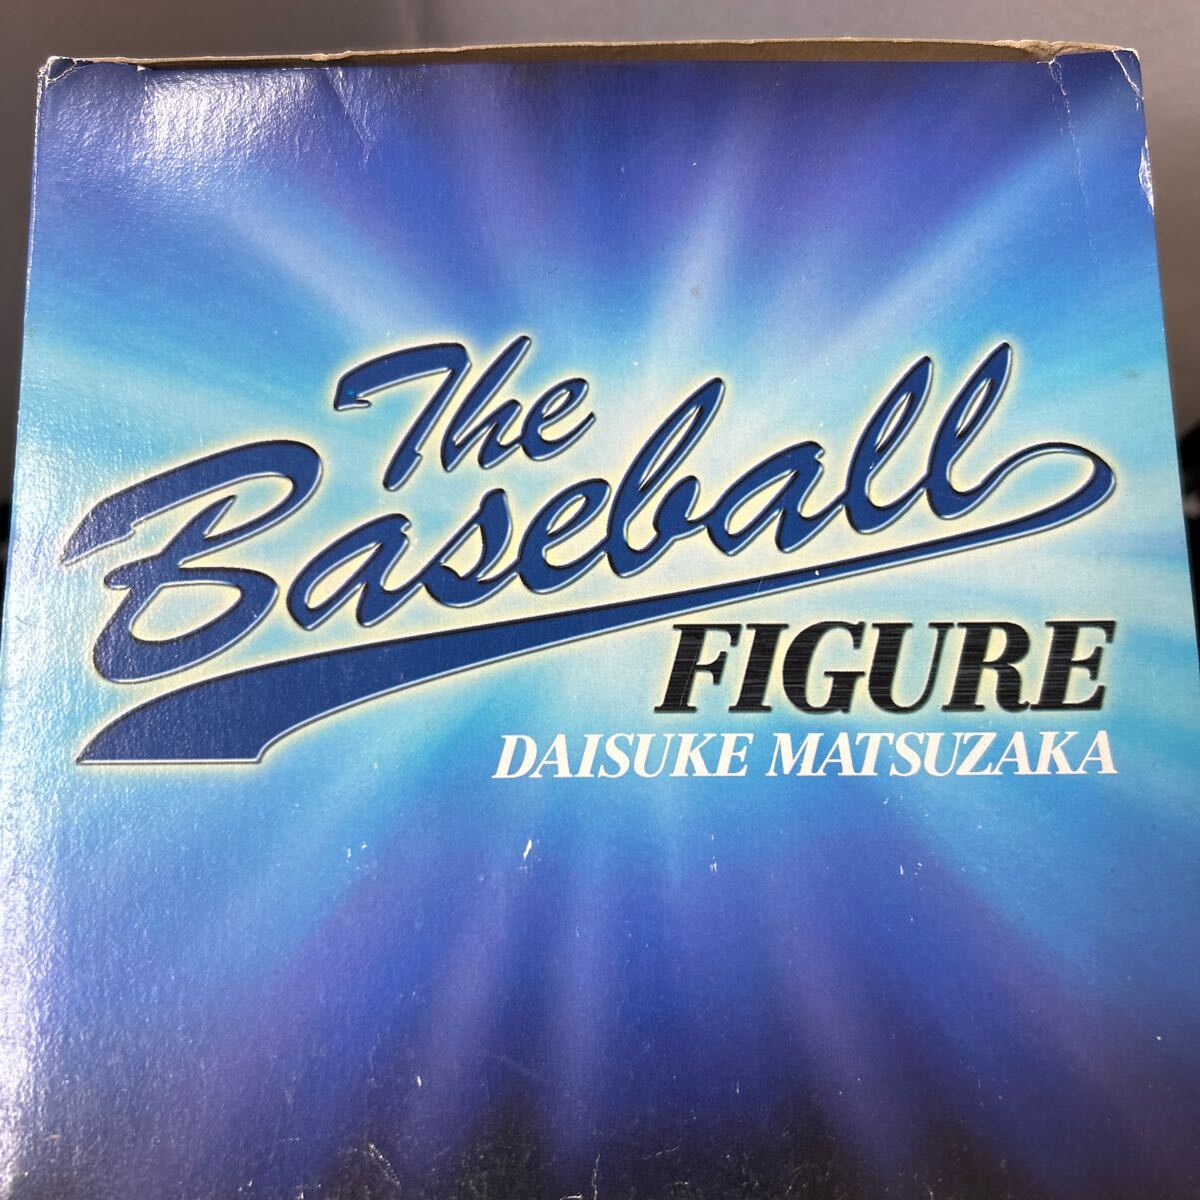 The
Baseball
FIGURE
DAISUKE MATSUZAKA